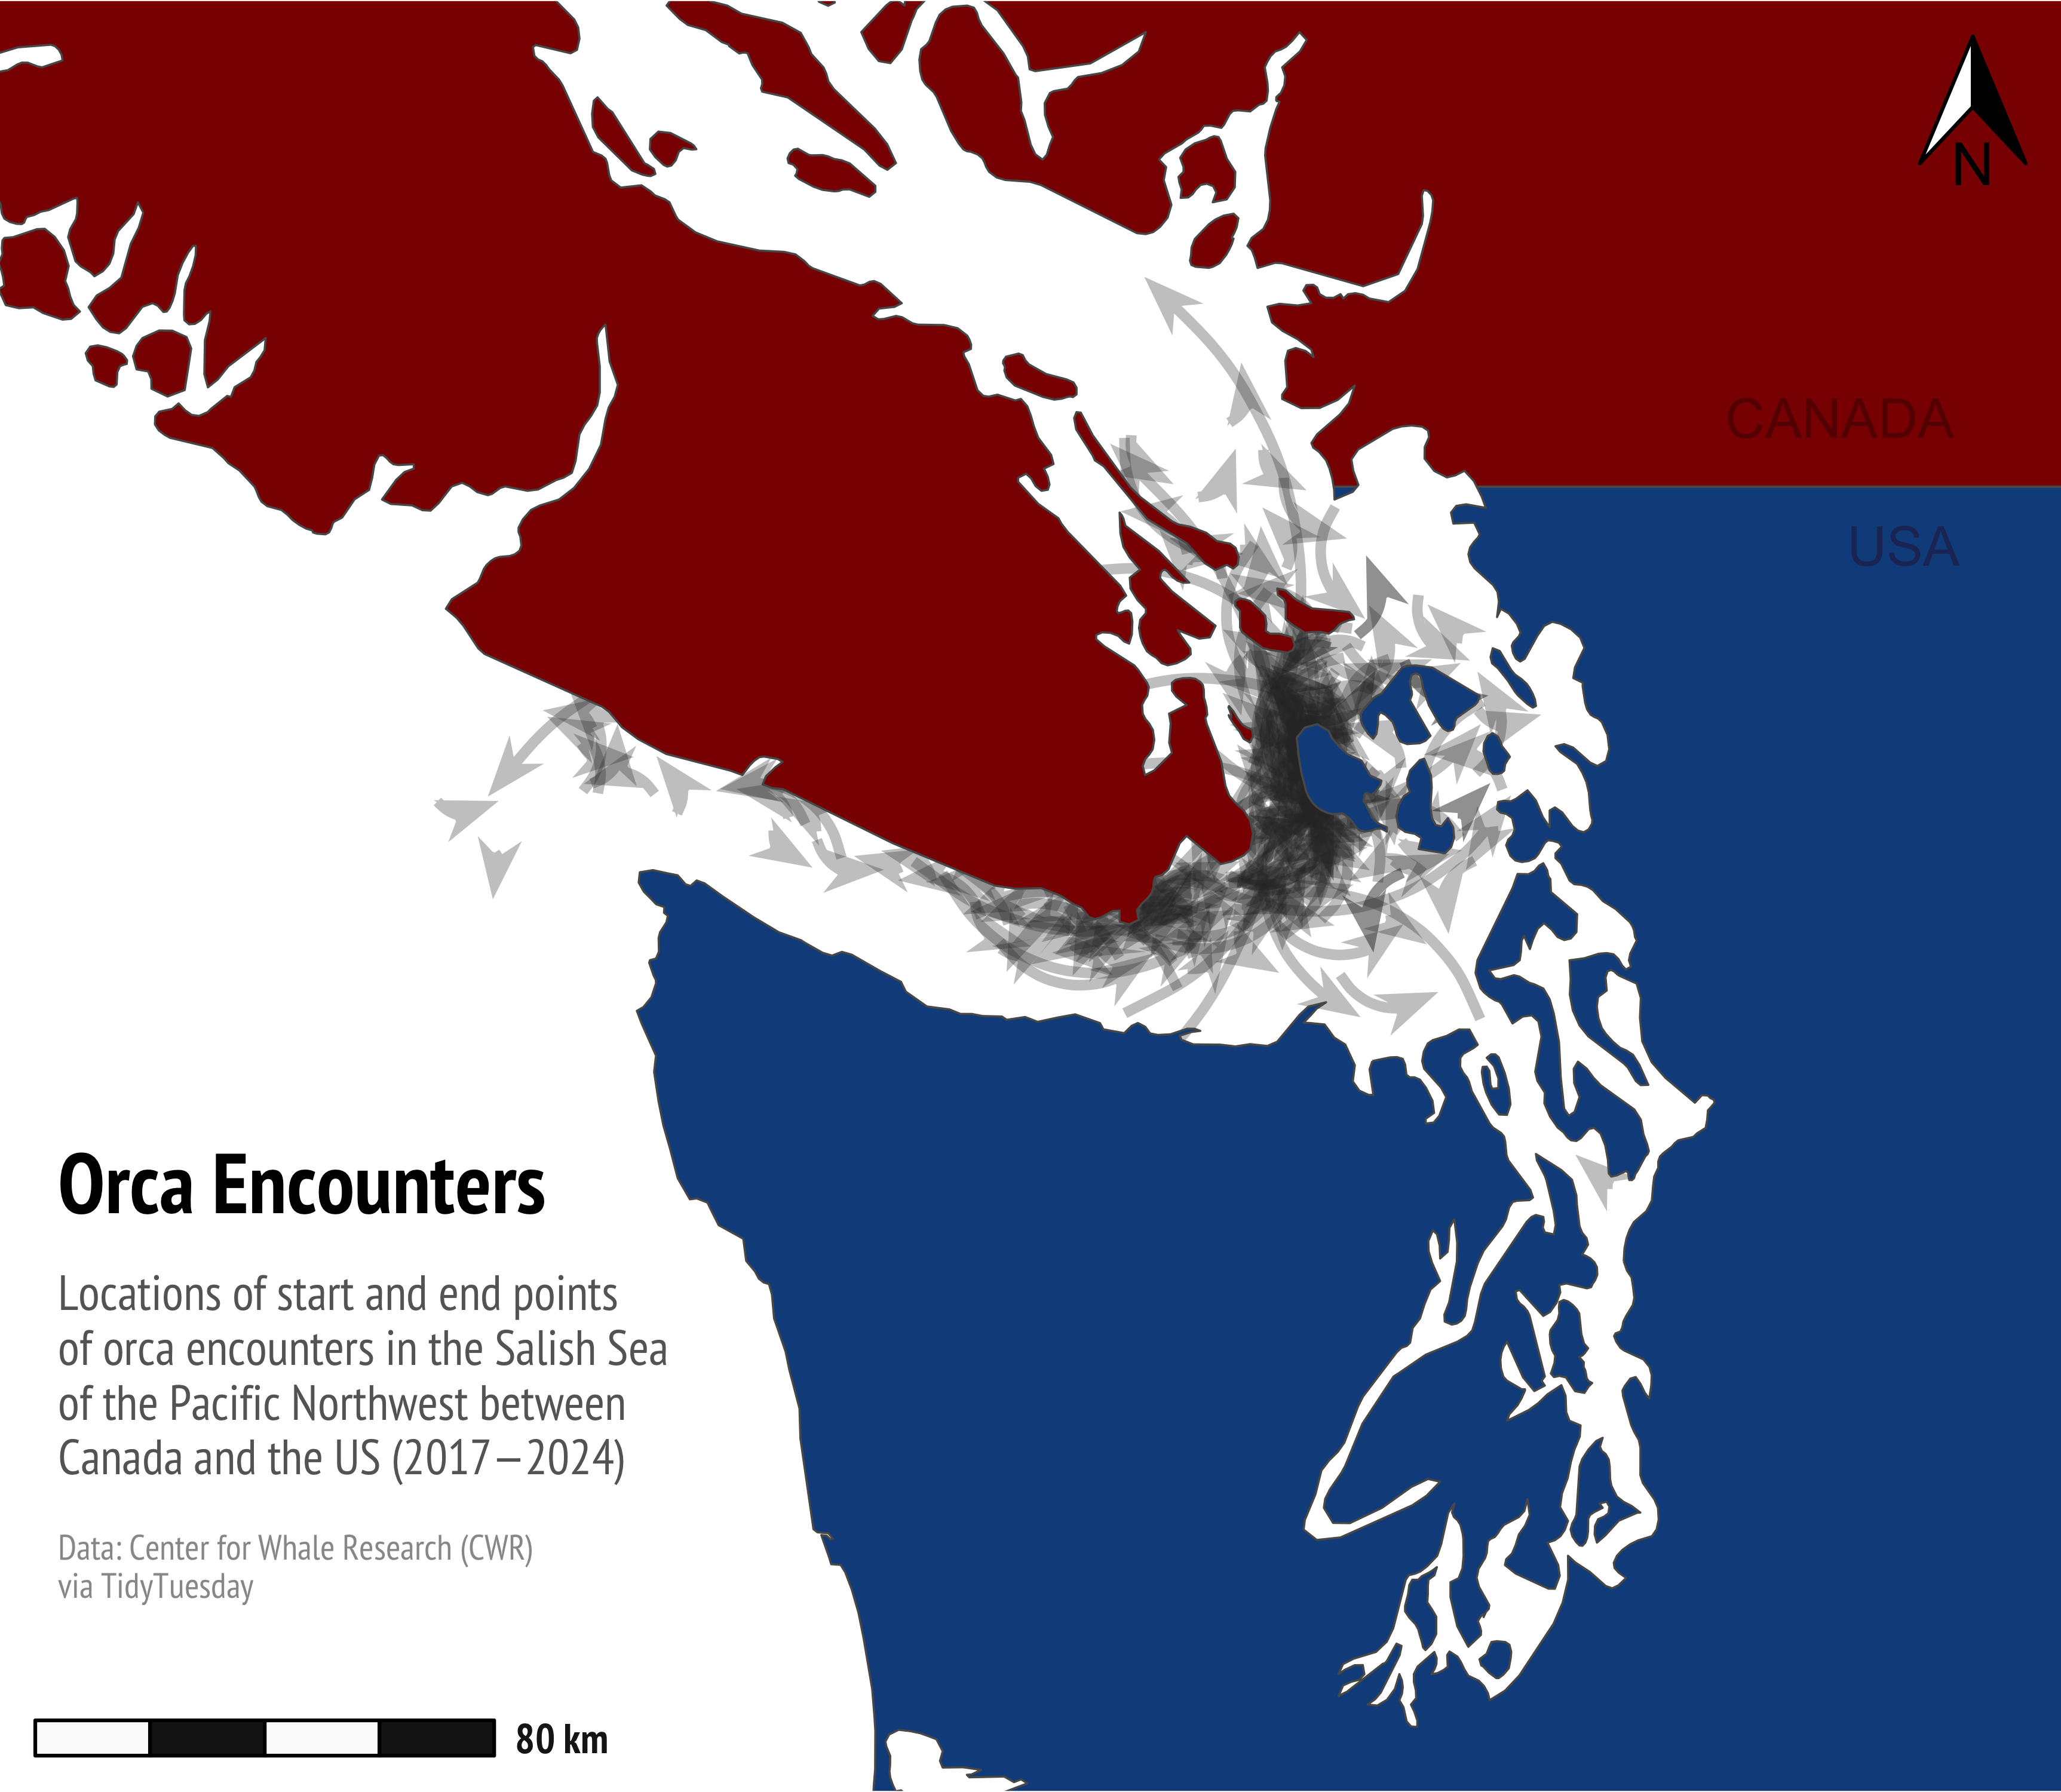 N
CANADA
USA
Orca Encounters
Locations of start and end points
of orca encounters in the Salish Sea
of the Pacific Northwest between
Canada and the US (2017—2024)
Data: Center for Whale Research (CWR)
via TidyTuesday
80 km